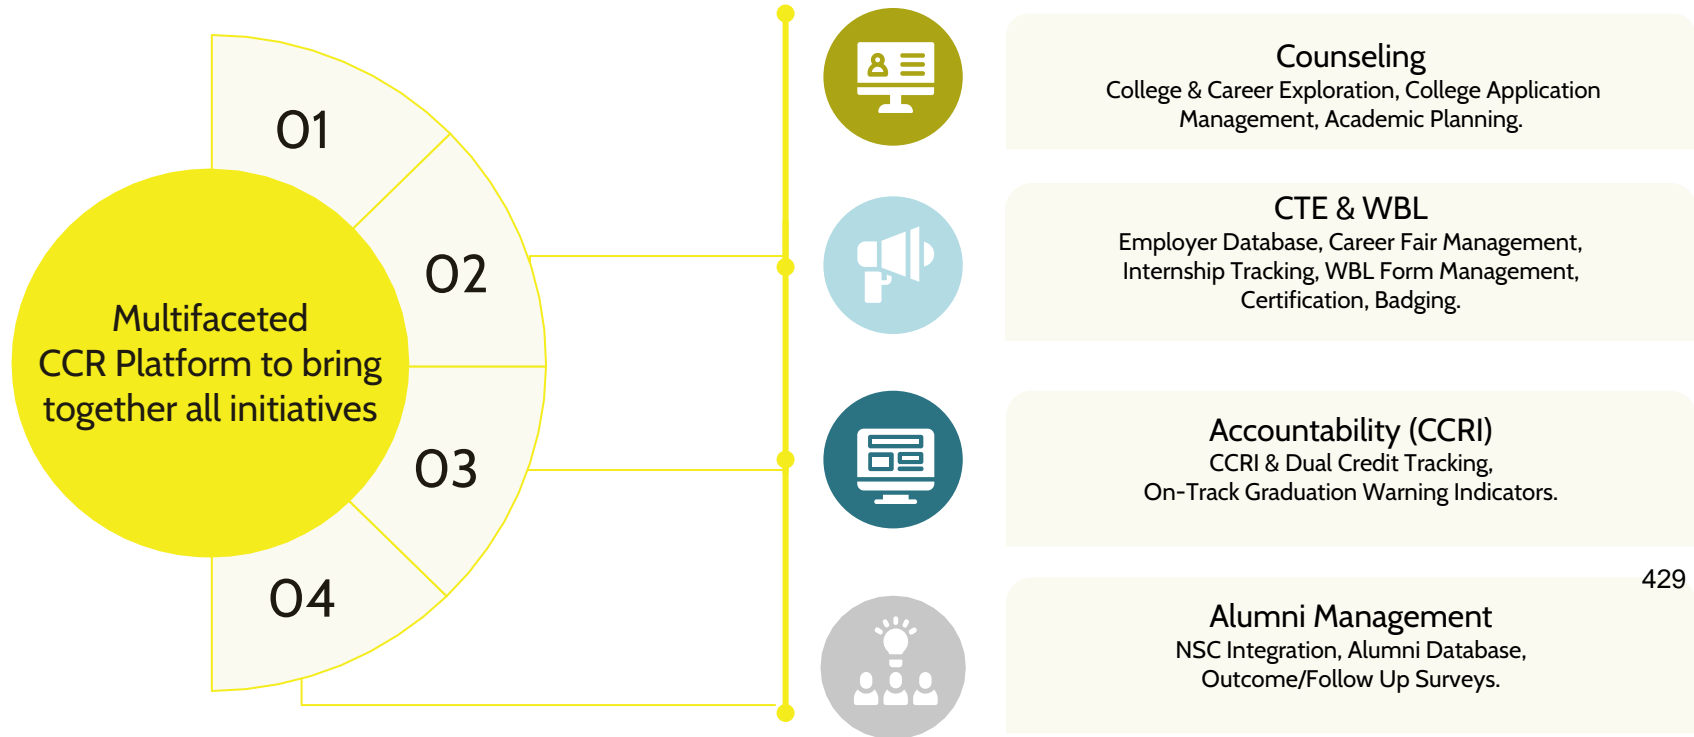 01
02
03
04
Multifaceted
CCR Platform to bring
together all initiatives
Counseling
College & Career Exploration, College Application
Management, Academic Planning.
CTE & WBL
Employer Database, Career Fair Management,
Internship Tracking, WBL Form Management,
Certification, Badging.
Accountability (CCRI)
CCRI & Dual Credit Tracking,
On-Track Graduation Warning Indicators.
429
Alumni Management
NSC Integration, Alumni Database,
Outcome/Follow Up Surveys.